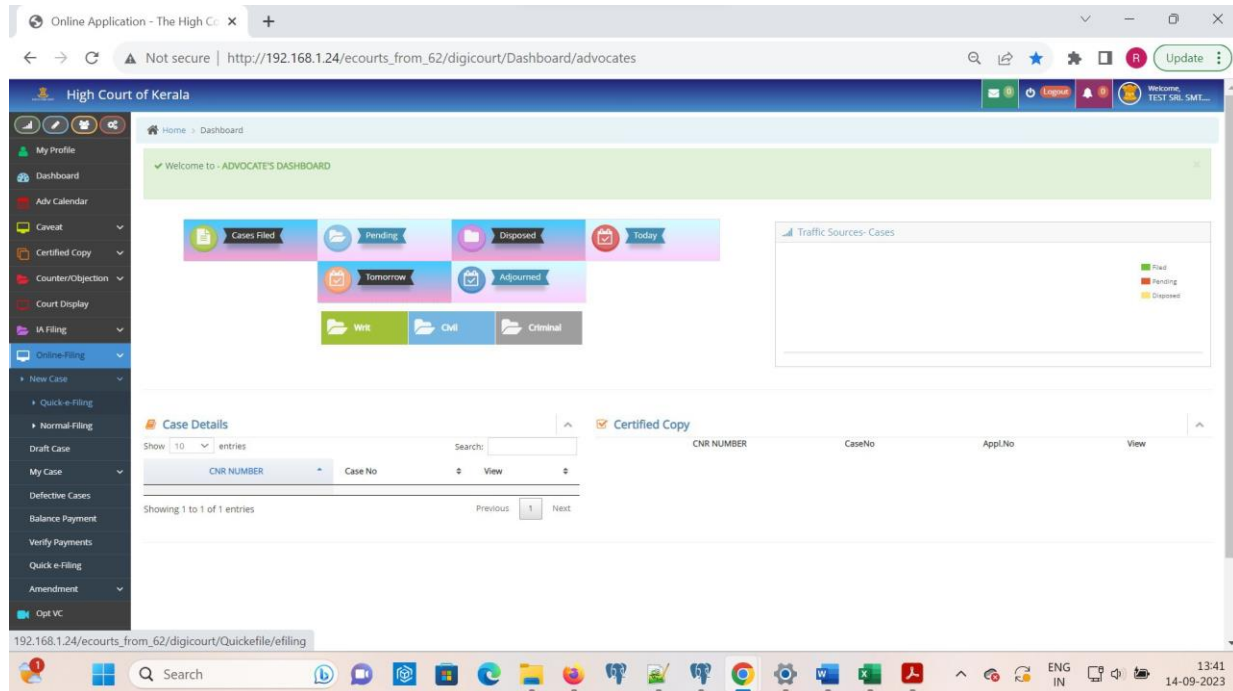 Online Application - The High Co
Not secure | http://192.168.1.24/ecourts_from_62/digicourt/Dashboard/advocates
R
Update
High Court of Kerala
0
Logout
0
Welcome,
TEST SRI. SMT....
My Profile
Dashboard
Adv Calendar
Caveat
Certified Copy
Counter/Objection
Court Display
IA Filing
Online-Filing
New Case
Quick-e-Filing
Normal-Filing
Draft Case
My Case
Defective Cases
Balance Payment
Verify Payments
Quick e-Filing
Amendment
Opt VC
Home > Dashboard
Welcome to - ADVOCATE'S DASHBOARD
Cases Filed
Pending
Disposed
Today
Tomorrow
Adjourned
Writ
Civil
Criminal
Traffic Sources- Cases
Filed
Pending
Disposed
Case Details
Show 10 entries
Search:
CNR NUMBER Case No View
Showing 1 to 1 of 1 entries
Previous 1 Next
Certified Copy
CNR NUMBER CaseNo Appl.No View
192.168.1.24/ecourts_from_62/digicourt/Quickefile/efiling
1
Search
ENG
IN
13:41
14-09-2023